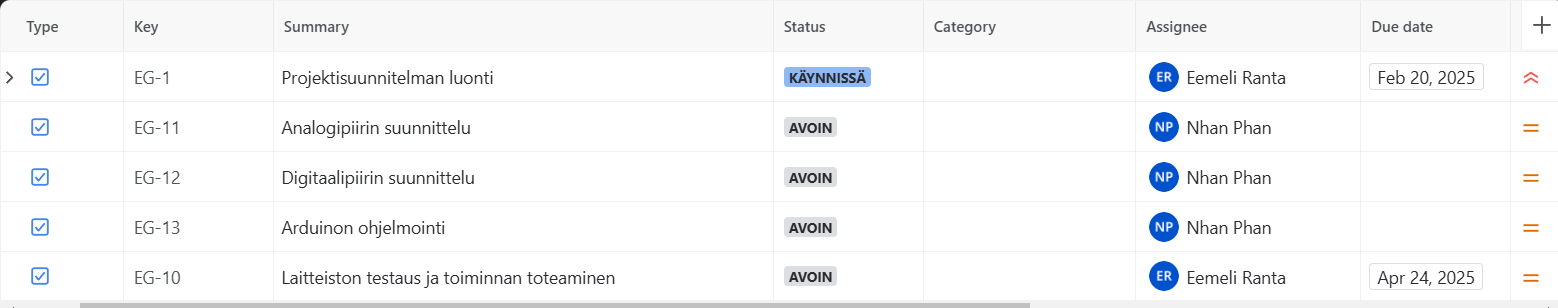 Type Key Summary Status Category Assignee Due date
EG-1 Projektisuunnitelman luonti KÄYNNISSÄ ER Eemeli Ranta Feb 20, 2025
EG-11 Analogipiirin suunnittelu AVOIN NP Nhan Phan
EG-12 Digitaalipiirin suunnittelu AVOIN NP Nhan Phan
EG-13 Arduinon ohjelmointi AVOIN NP Nhan Phan
EG-10 Laitteiston testaus ja toiminnan toteaminen AVOIN ER Eemeli Ranta Apr 24, 2025